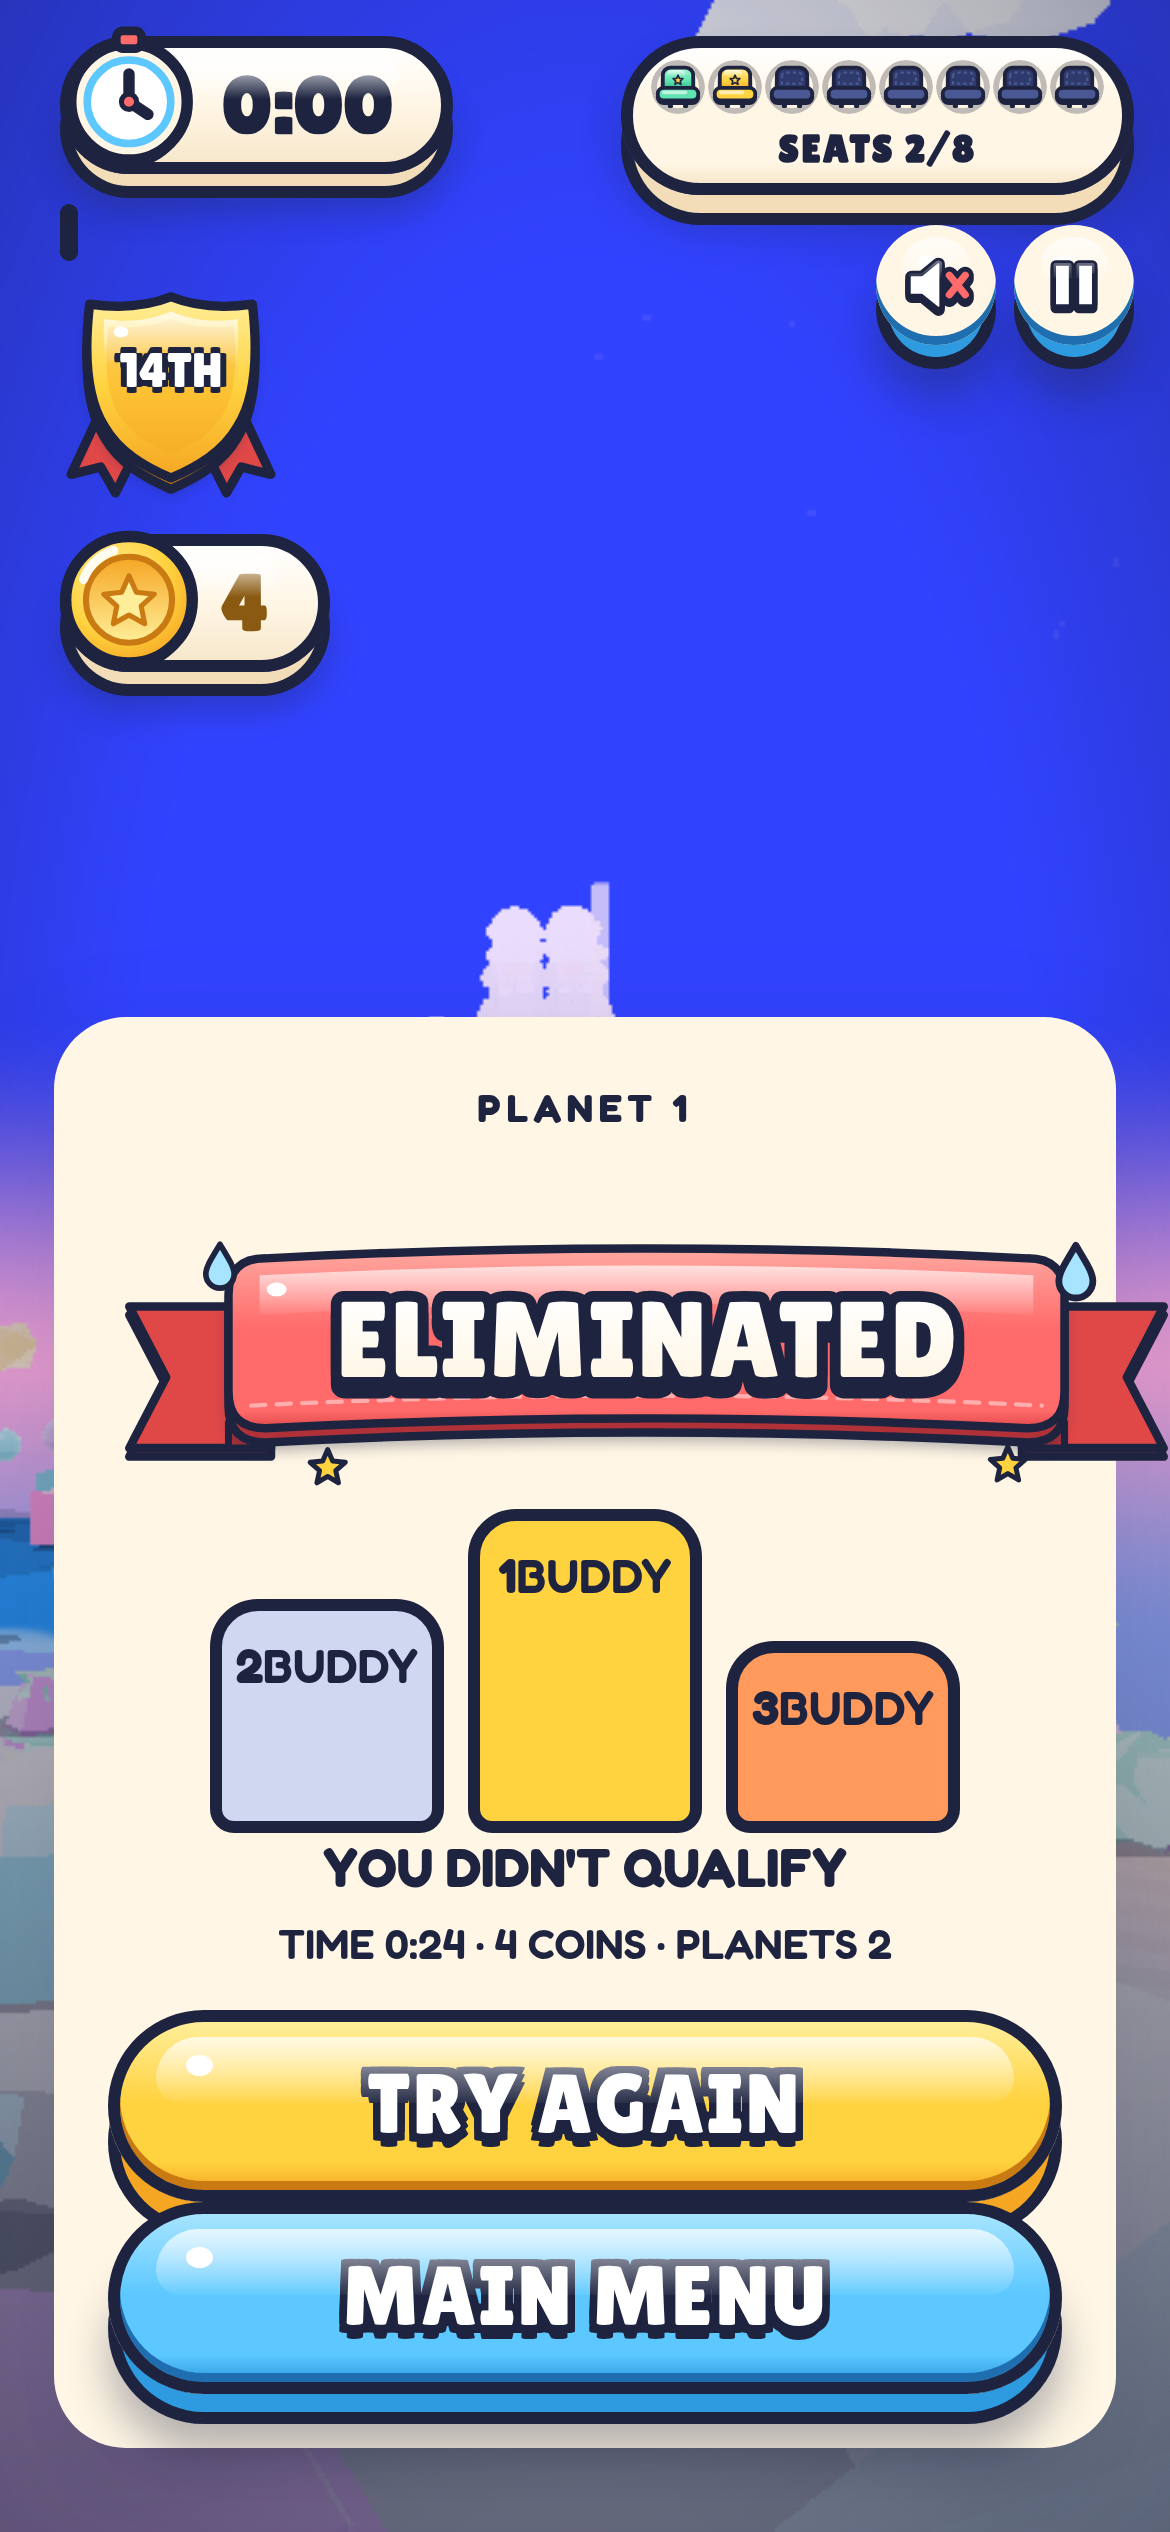 0:00
SEATS 2/8
14TH
4
PLANET 1
ELIMINATED
1BUDDY
2BUDDY
3BUDDY
YOU DIDN'T QUALIFY
TIME 0:24 · 4 COINS · PLANETS 2
TRY AGAIN
MAIN MENU